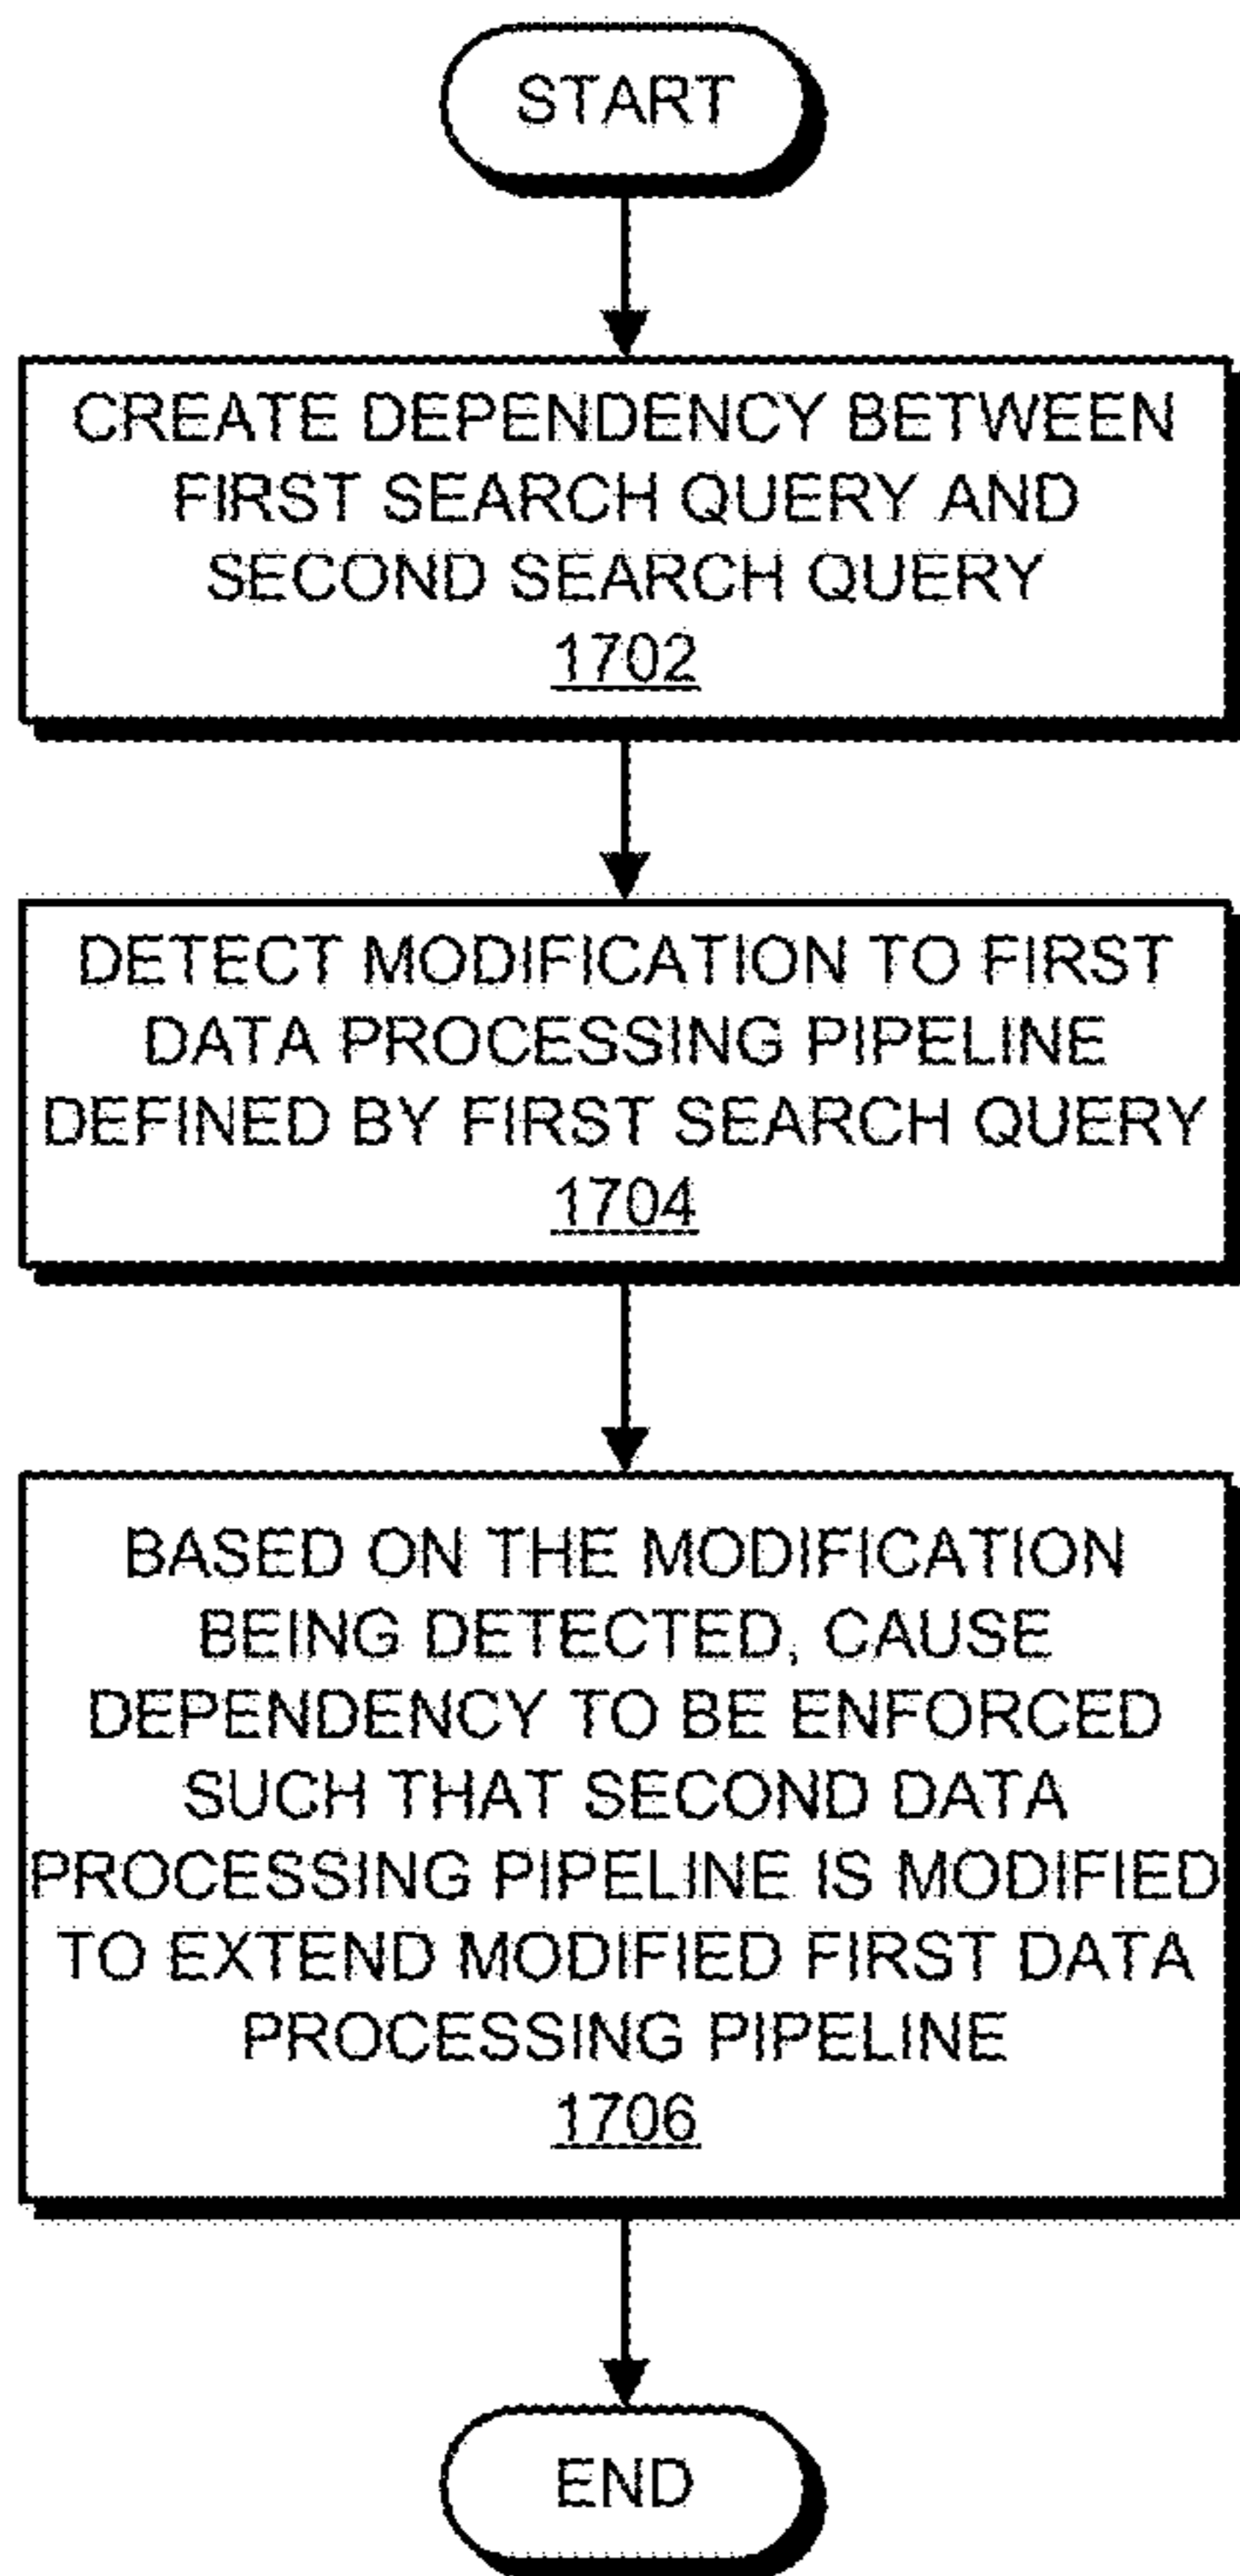 START
CREATE DEPENDENCY BETWEEN
FIRST SEARCH QUERY AND
SECOND SEARCH QUERY
1702
DETECT MODIFICATION TO FIRST
DATA PROCESSING PIPELINE
DEFINED BY FIRST SEARCH QUERY
1704
BASED ON THE MODIFICATION
BEING DETECTED, CAUSE
DEPENDENCY TO BE ENFORCED
SUCH THAT SECOND DATA
PROCESSING PIPELINE IS MODIFIED
TO EXTEND MODIFIED FIRST DATA
PROCESSING PIPELINE
1706
END